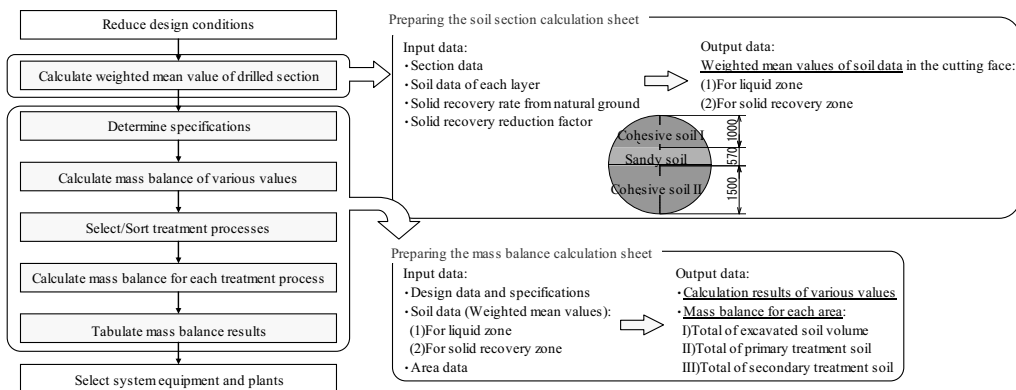 Reduce design conditions
Calculate weighted mean value of drilled section
Determine specifications
Calculate mass balance of various values
Select/Sort treatment processes
Calculate mass balance for each treatment process
Tabulate mass balance results
Select system equipment and plants
Preparing the soil section calculation sheet
Input data:
・Section data
・Soil data of each layer
・Solid recovery rate from natural ground
・Solid recovery reduction factor
Output data:
Weighted mean values of soil data in the cutting face:
(1)For liquid zone
(2)For solid recovery zone
Cohesive soil I
Sandy soil
Cohesive soil II
1000
570
1500
Preparing the mass balance calculation sheet
Input data:
・Design data and specifications
・Soil data (Weighted mean values):
(1)For liquid zone
(2)For solid recovery zone
・Area data
Output data:
・Calculation results of various values
・Mass balance for each area:
I)Total of excavated soil volume
II)Total of primary treatment soil
III)Total of secondary treatment soil